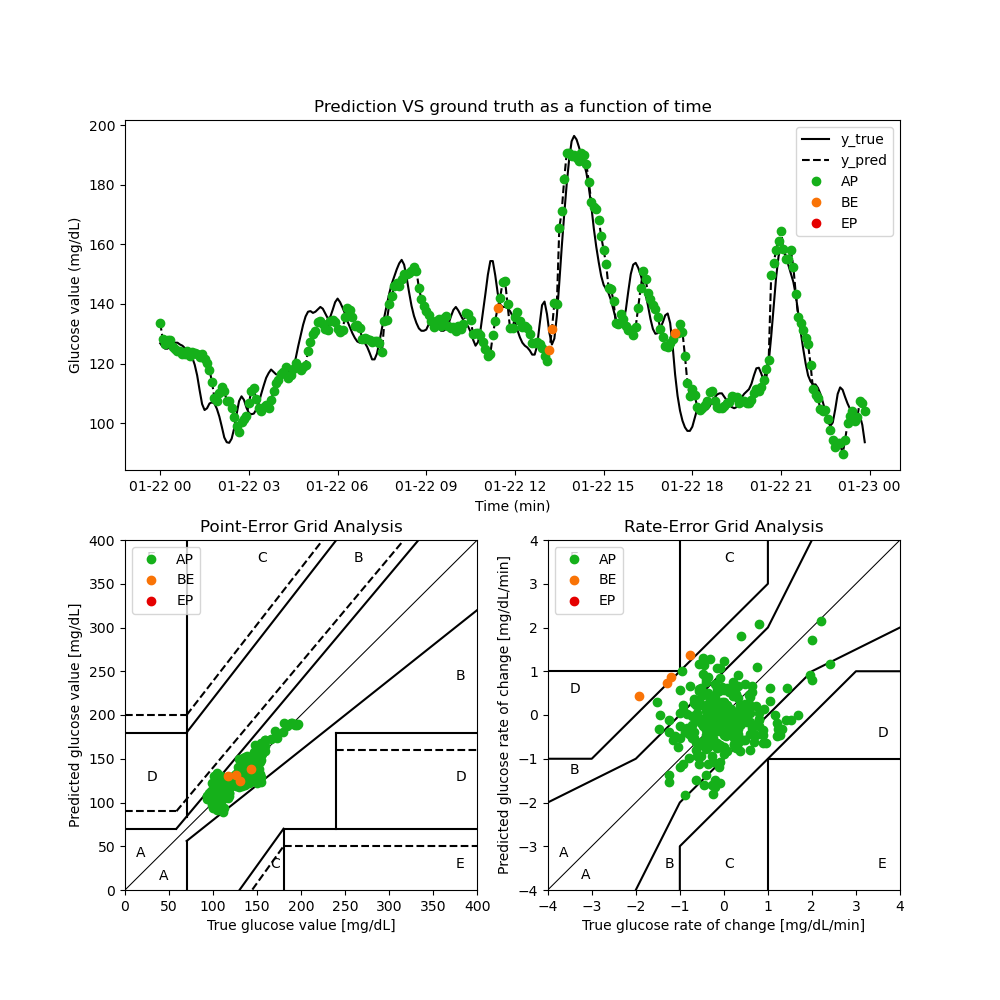 Prediction VS ground truth as a function of time
Glucose value (mg/dL)
200
180
160
140
120
100
y_true
y_pred
AP
BE
EP
01-22 00 01-22 03 01-22 06 01-22 09 01-22 12 01-22 15 01-22 18 01-22 21 01-23 00
Time (min)
Point-Error Grid Analysis
Predicted glucose value [mg/dL]
400
350
300
250
200
150
100
50
0
AP
BE
EP
C
B
B
D
D
A
A
C
E
0 50 100 150 200 250 300 350 400
True glucose value [mg/dL]
Rate-Error Grid Analysis
Predicted glucose rate of change [mg/dL/min]
4
3
2
1
0
−1
−2
−3
−4
AP
BE
EP
C
D
D
B
A
A
B
C
E
−4 −3 −2 −1 0 1 2 3 4
True glucose rate of change [mg/dL/min]